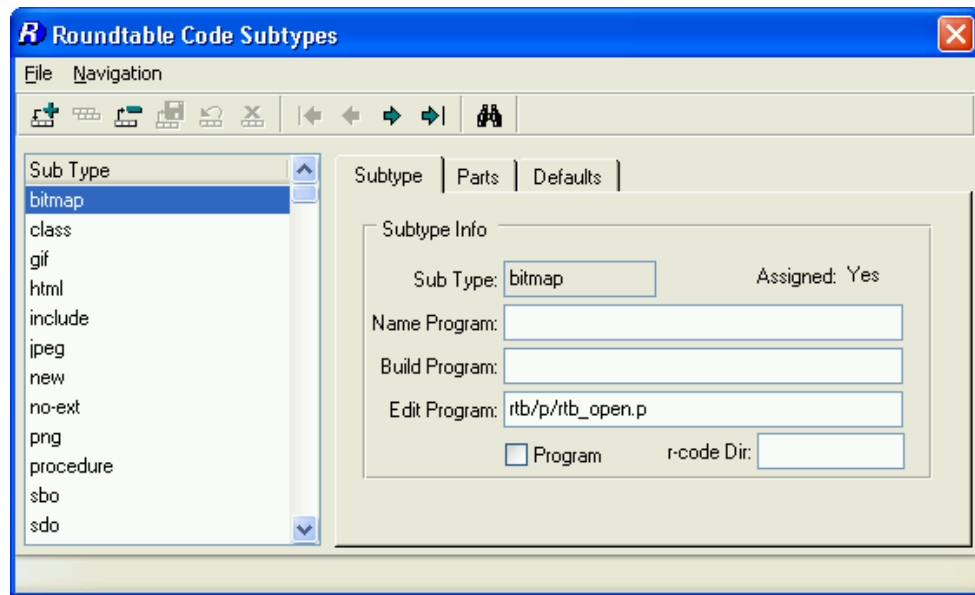 Roundtable Code Subtypes
File Navigation
Sub Type
bitmap
class
gif
html
include
jpeg
new
no-ext
png
procedure
sbo
sdo
Subtype Parts Defaults
Subtype Info
Sub Type: bitmap Assigned: Yes
Name Program:
Build Program:
Edit Program: rtb/p/rtb_open.p
Program r-code Dir: